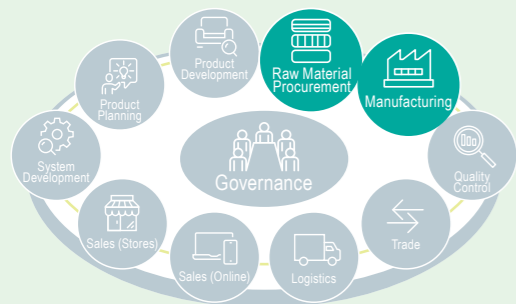 Product
Development
Raw Material
Procurement
Manufacturing
Product
Planning
System
Development
Governance
Quality
Control
Sales (Stores)
Trade
Sales (Online)
Logistics